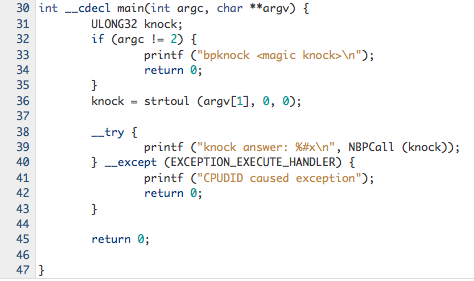 30 int __cdecl main(int argc, char **argv) {
31         ULONG32 knock;
32         if (argc != 2) {
33                 printf ("bpknock <magic knock>\n");
34                 return 0;
35         }
36         knock = strtoul (argv[1], 0, 0);
37
38         __try {
39                 printf ("knock answer: %#x\n", NBPCall (knock));
40         } __except (EXCEPTION_EXECUTE_HANDLER) {
41                 printf ("CPUDID caused exception");
42                 return 0;
43         }
44
45         return 0;
46
47 }